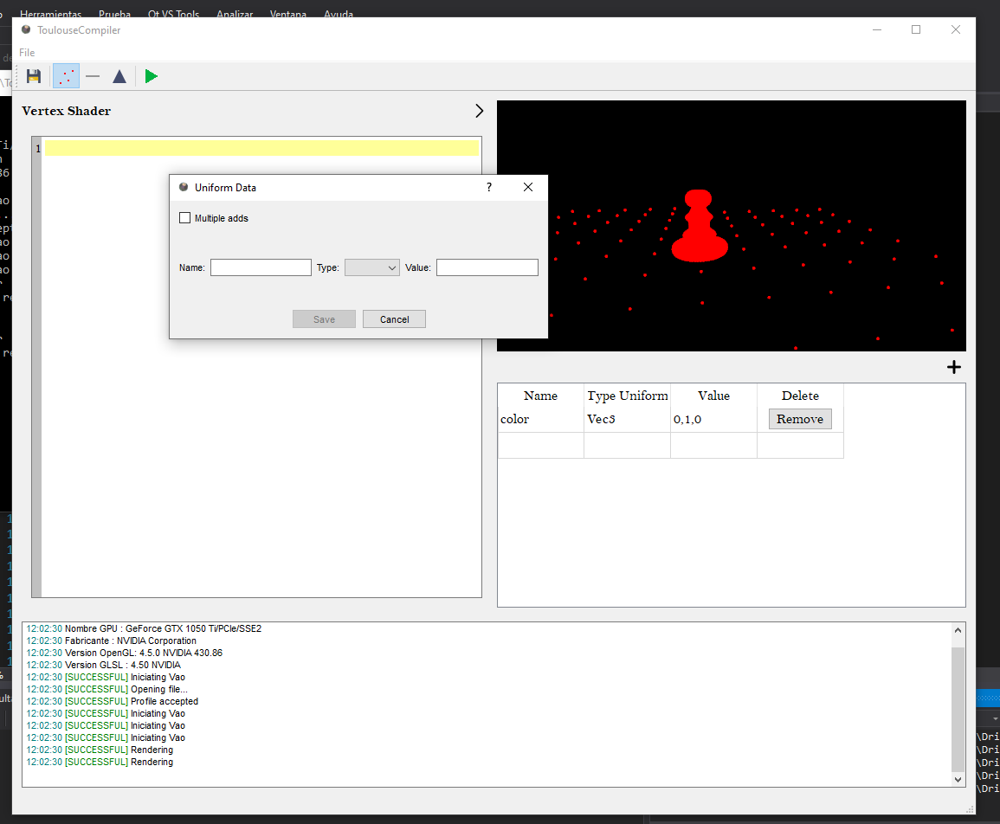 Herramientas Prueba Qt VS Tools Analizar Ventana Ayuda
ToulouseCompiler
File
Vertex Shader
1
Uniform Data
?
Multiple adds
Name: Type: Value:
Save Cancel
Name Type Uniform Value Delete
color Vec3 0,1,0 Remove
12:02:30 Nombre GPU : GeForce GTX 1050 Ti/PCIe/SSE2
12:02:30 Fabricante : NVIDIA Corporation
12:02:30 Version OpenGL: 4.5.0 NVIDIA 430.86
12:02:30 Version GLSL : 4.50 NVIDIA
12:02:30 [SUCCESSFUL] Iniciating Vao
12:02:30 [SUCCESSFUL] Opening file...
12:02:30 [SUCCESSFUL] Profile accepted
12:02:30 [SUCCESSFUL] Iniciating Vao
12:02:30 [SUCCESSFUL] Iniciating Vao
12:02:30 [SUCCESSFUL] Iniciating Vao
12:02:30 [SUCCESSFUL] Rendering
12:02:30 [SUCCESSFUL] Rendering
\Dri
\Dri
\Dri
\Dri
\Dri